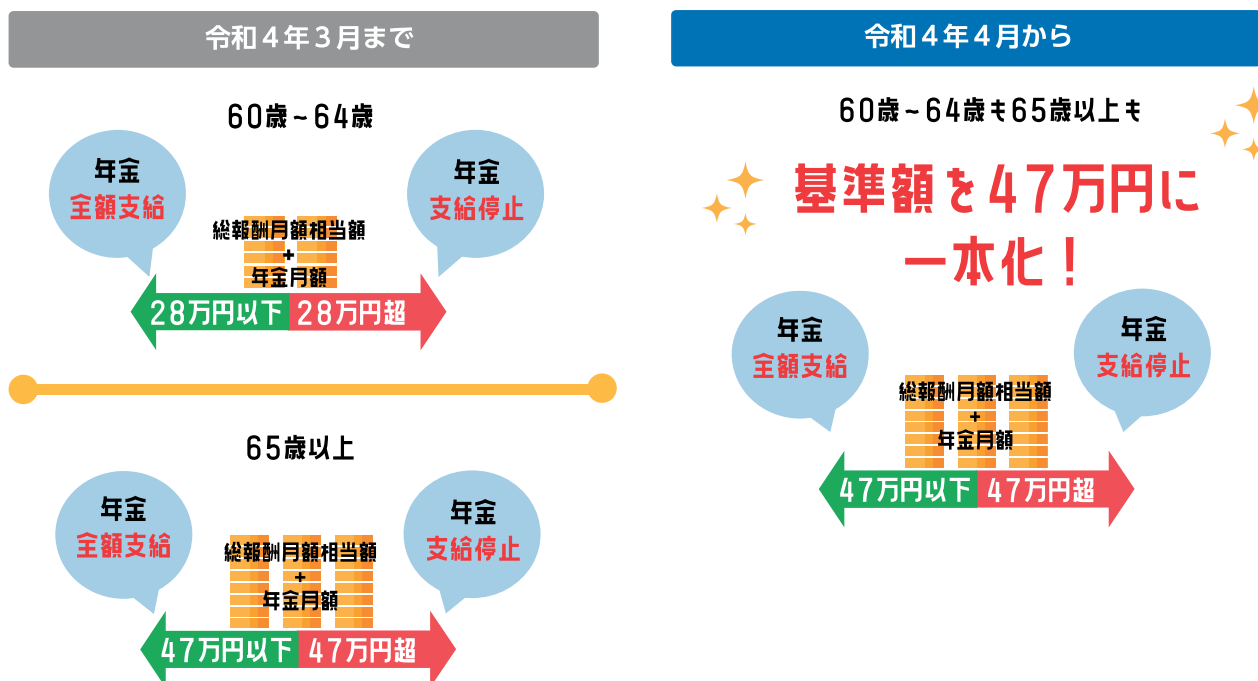 令和４年３月まで
60歳～64歳
年金
全額支給
年金
支給停止
総報酬月額相当額
+
年金月額
28万円以下
28万円超
65歳以上
年金
全額支給
年金
支給停止
総報酬月額相当額
+
年金月額
47万円以下
47万円超
令和４年４月から
60歳～64歳も65歳以上も
基準額を47万円に
一本化！
年金
全額支給
年金
支給停止
総報酬月額相当額
+
年金月額
47万円以下
47万円超